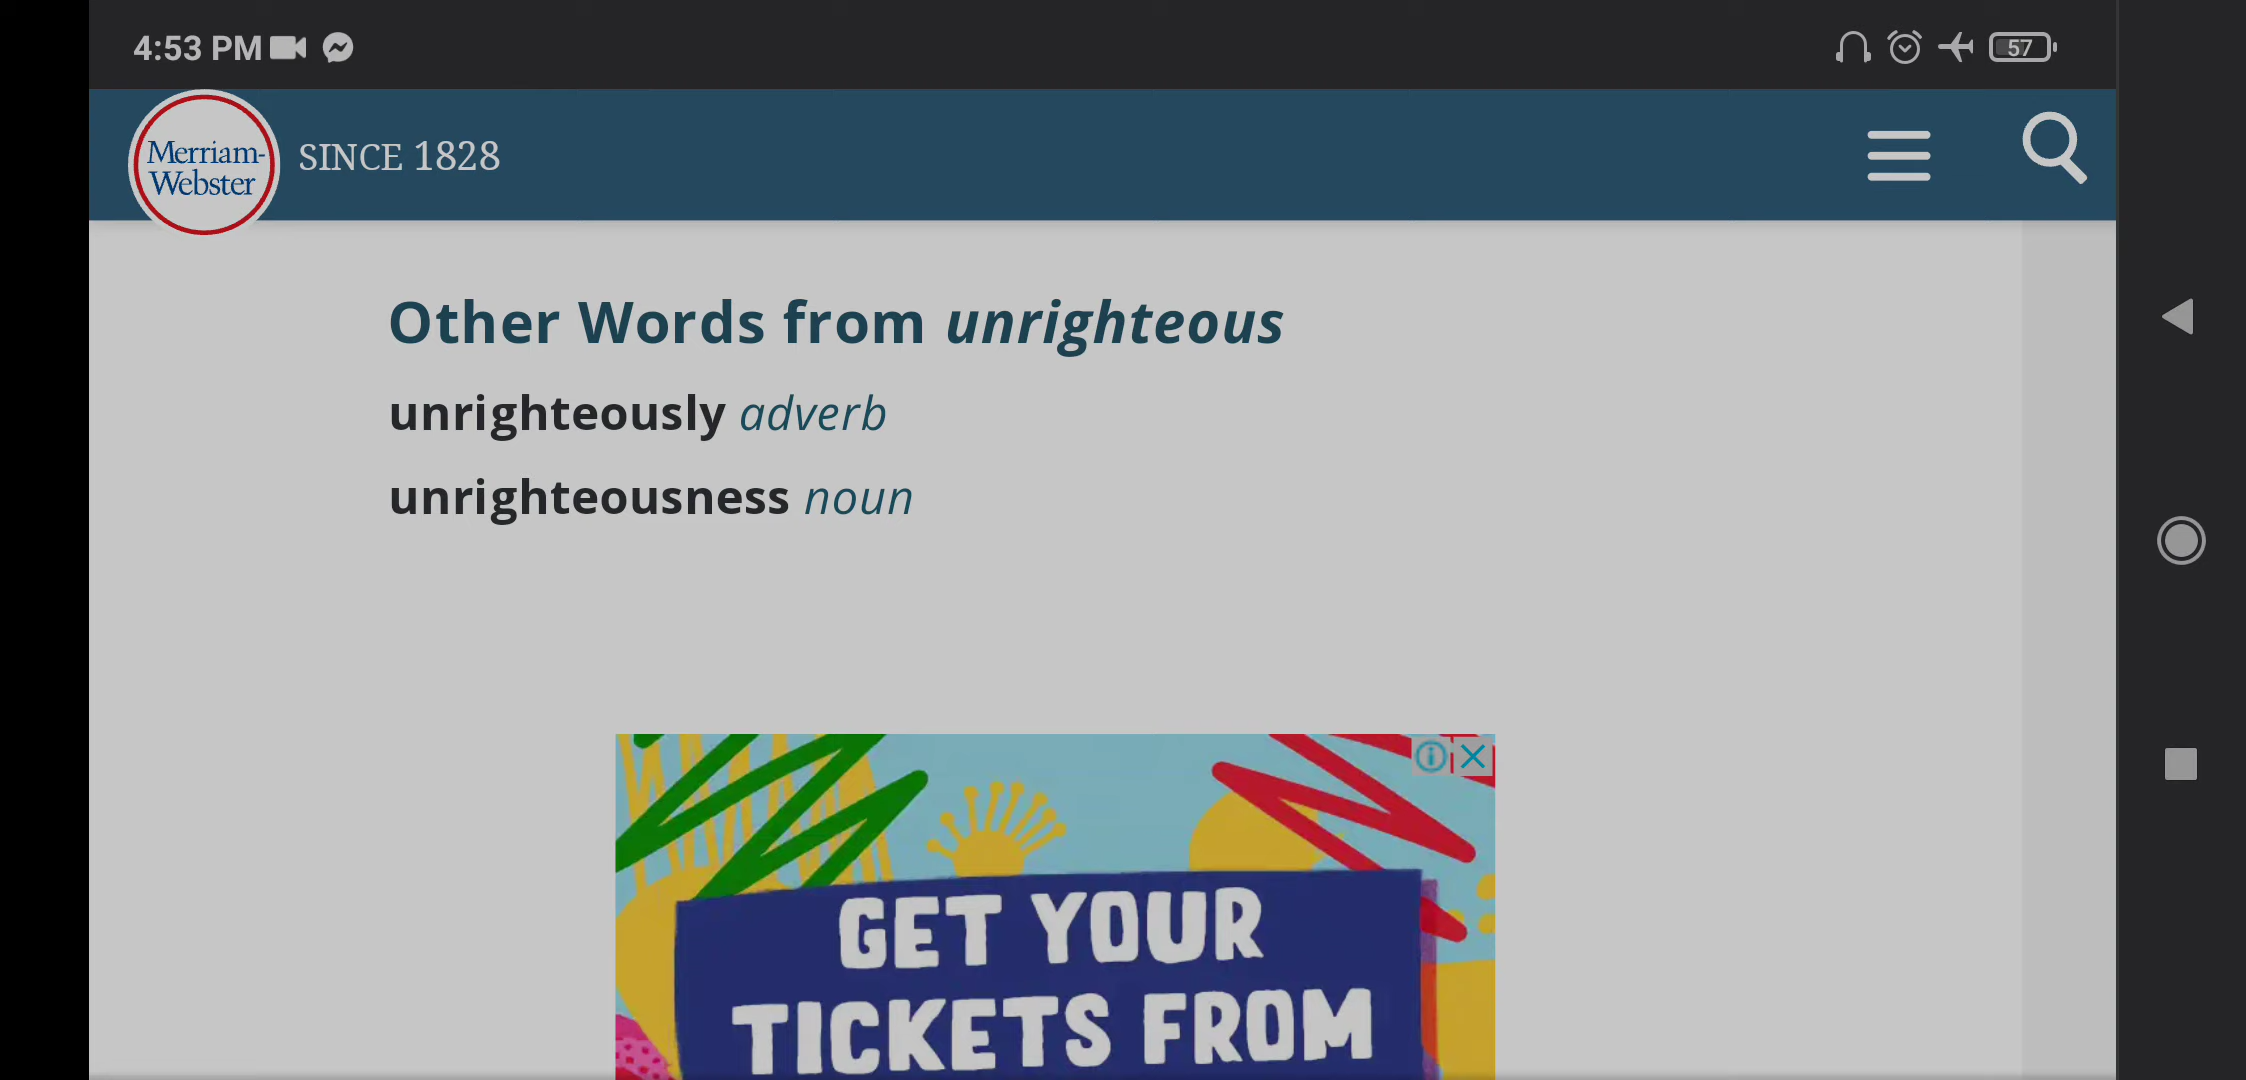 4:53 PM
57
Merriam-
Webster
SINCE 1828
Other Words from unrighteous
unrighteously adverb
unrighteousness noun
GET YOUR
TICKETS FROM